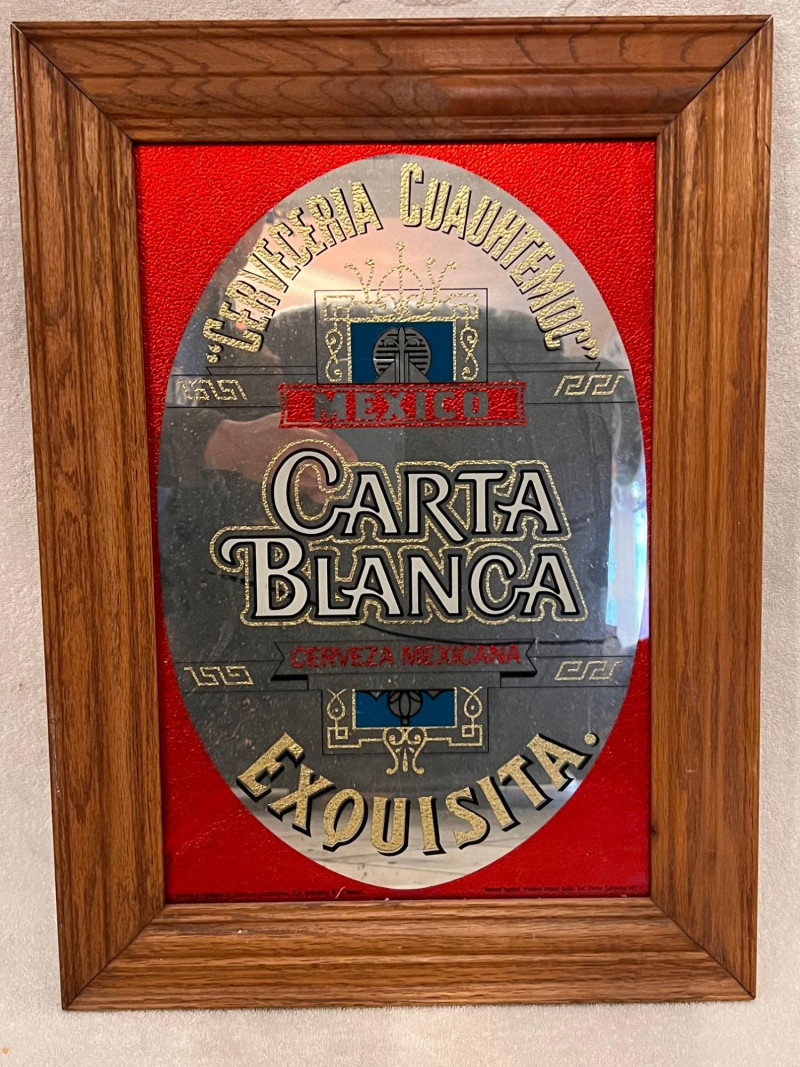 "CERVECERIA CUAUHTEMOC"
MEXICO
CARTA
BLANCA
CERVEZA MEXICANA
EXQUISITA.